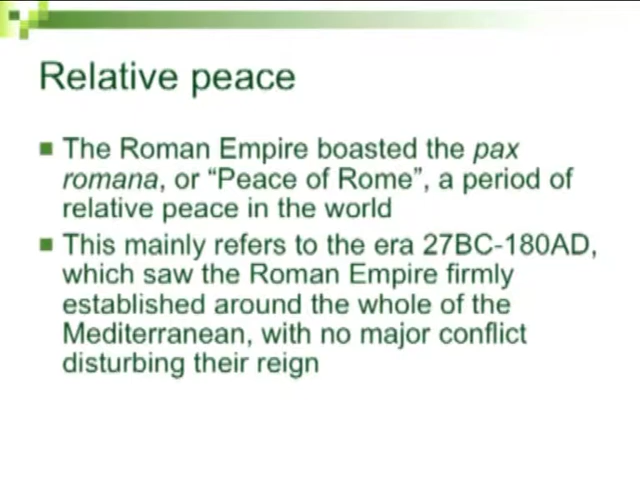 Relative peace
The Roman Empire boasted the pax
romana, or “Peace of Rome”, a period of
relative peace in the world
This mainly refers to the era 27BC-180AD,
which saw the Roman Empire firmly
established around the whole of the
Mediterranean, with no major conflict
disturbing their reign